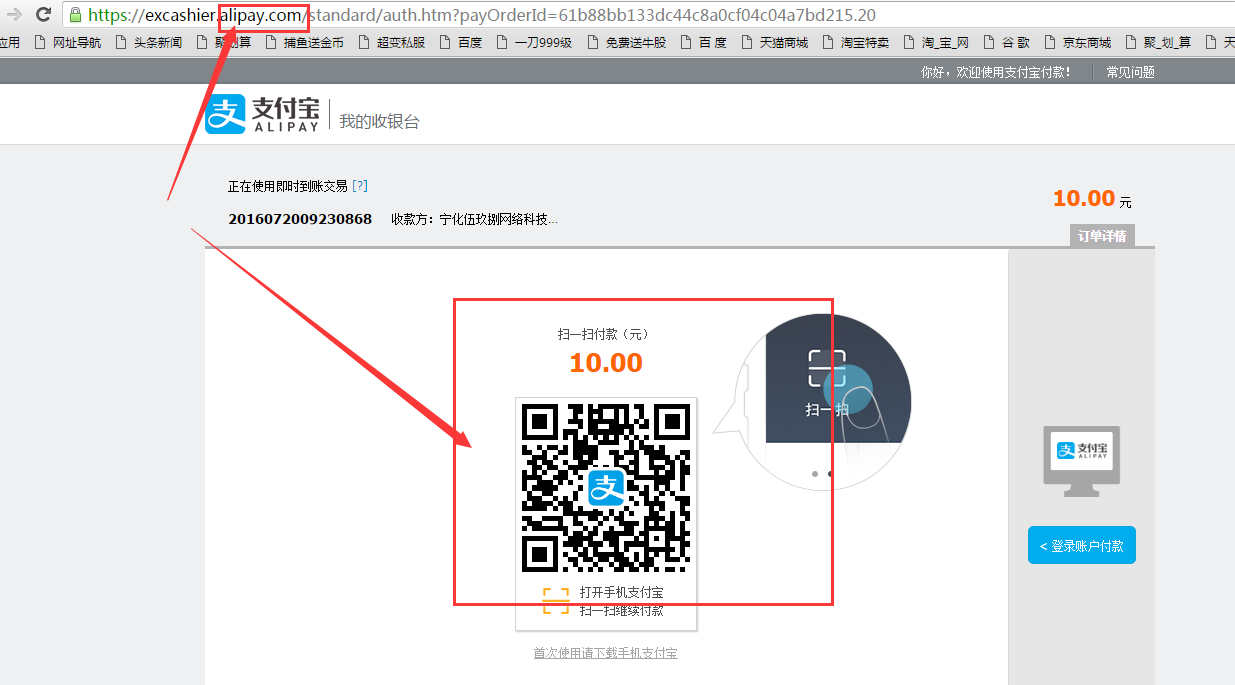 https://excashier.alipay.com/standard/auth.htm?payOrderId=61b88bb133dc44c8a0cf04c04a7bd215.20
应用 网址导航 头条新闻 聚划算 捕鱼送金币 超变私服 百度 一刀999级 免费送牛股 百 度 天猫商城 淘宝特卖 淘_宝_网 谷 歌 京东商城 聚_划_算 天
你好，欢迎使用支付宝付款！ 常见问题
支付宝 我的收银台
ALIPAY
正在使用即时到账交易 [?]
10.00 元
2016072009230868 收款方：宁化伍玖捌网络科技...
订单详情
扫一扫付款（元）
10.00
扫一扫
支付宝
ALIPAY
< 登录账户付款
打开手机支付宝
扫一扫继续付款
首次使用请下载手机支付宝